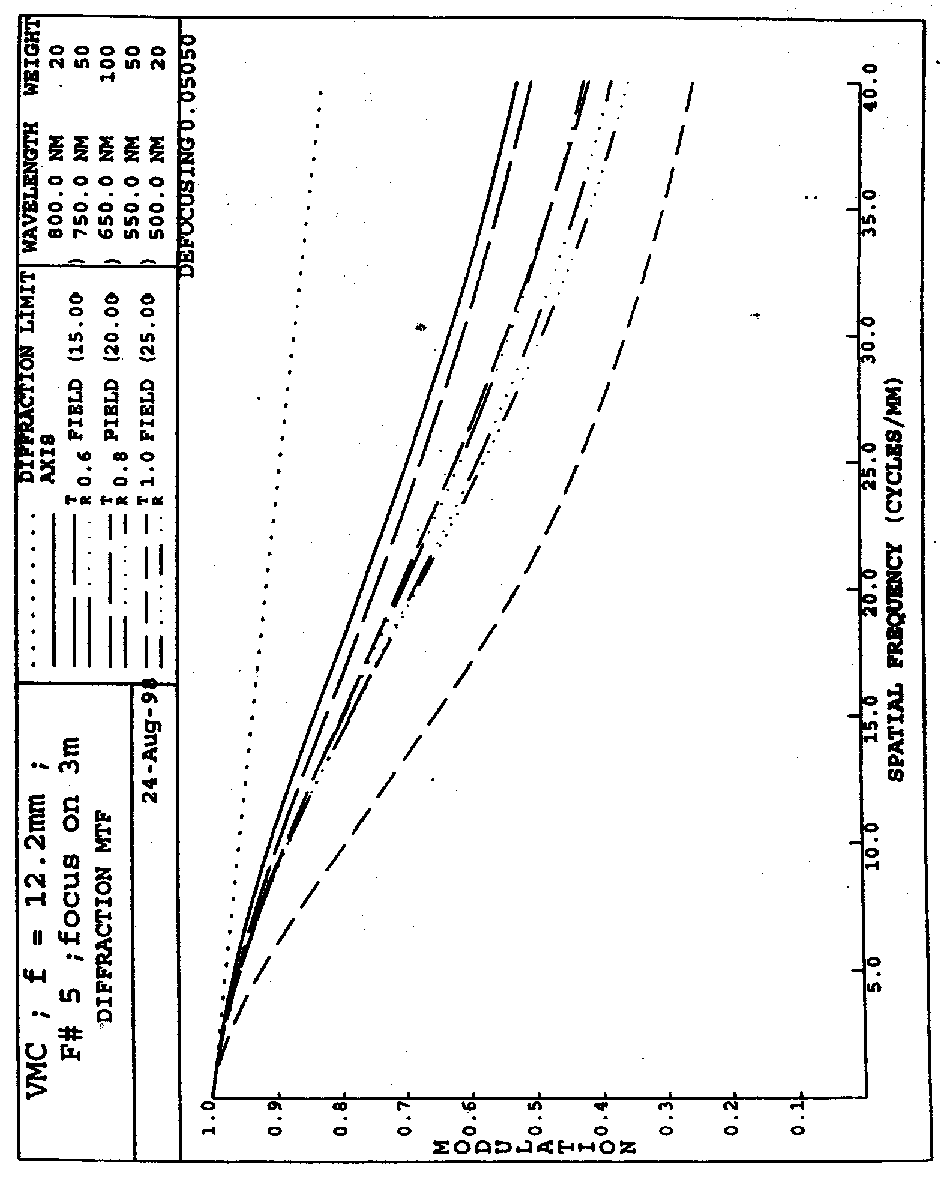 VMC ; f = 12.2mm ;
F# 5 ;focus on 3m
DIFFRACTION MTF
24-Aug-98
DIFFRACTION LIMIT
AXIS
T
R 0.6 FIELD (15.00 )
T
R 0.8 FIELD (20.00 )
T 1.0 FIELD (25.00 )
R
WAVELENGTH WEIGHT
800.0 NM 20
750.0 NM 50
650.0 NM 100
550.0 NM 50
500.0 NM 20
DEFOCUSING 0.05050
1.0
0.9
0.8
0.7
0.6
0.5
0.4
0.3
0.2
0.1
MODULATION
5.0
10.0
15.0
20.0
25.0
30.0
35.0
40.0
SPATIAL FREQUENCY (CYCLES/MM)